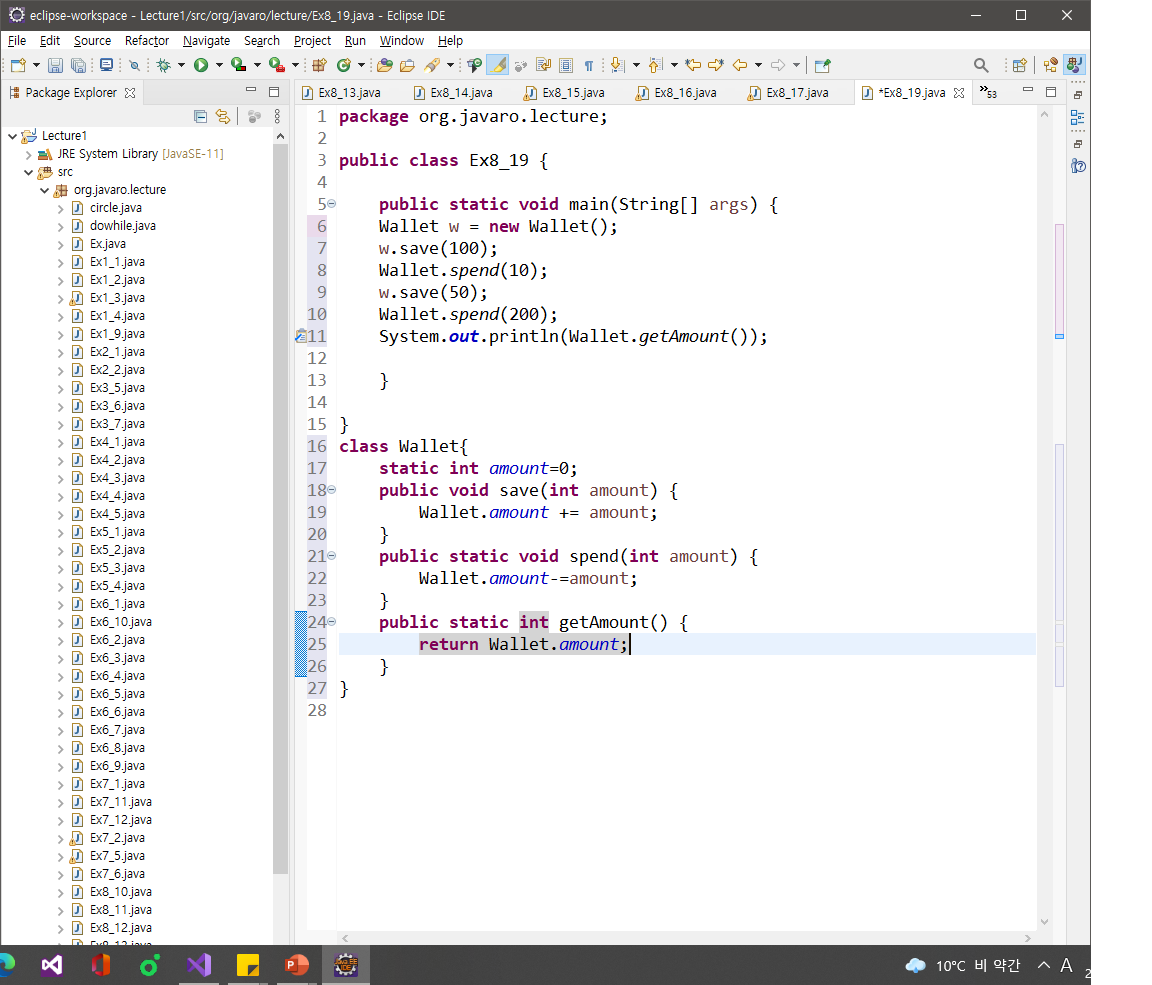 eclipse-workspace - Lecture1/src/org/javaro/lecture/Ex8_19.java - Eclipse IDE
File Edit Source Refactor Navigate Search Project Run Window Help
Package Explorer
Lecture1
JRE System Library [JavaSE-11]
src
org.javaro.lecture
circle.java
dowhile.java
Ex.java
Ex1_1.java
Ex1_2.java
Ex1_3.java
Ex1_4.java
Ex1_9.java
Ex2_1.java
Ex2_2.java
Ex3_5.java
Ex3_6.java
Ex3_7.java
Ex4_1.java
Ex4_2.java
Ex4_3.java
Ex4_4.java
Ex4_5.java
Ex5_1.java
Ex5_2.java
Ex5_3.java
Ex5_4.java
Ex6_1.java
Ex6_10.java
Ex6_2.java
Ex6_3.java
Ex6_4.java
Ex6_5.java
Ex6_6.java
Ex6_7.java
Ex6_8.java
Ex6_9.java
Ex7_1.java
Ex7_11.java
Ex7_12.java
Ex7_2.java
Ex7_5.java
Ex7_6.java
Ex8_10.java
Ex8_11.java
Ex8_12.java
Ex8_13.java Ex8_14.java Ex8_15.java Ex8_16.java Ex8_17.java *Ex8_19.java »53
1 package org.javaro.lecture;
2
3 public class Ex8_19 {
4
5 public static void main(String[] args) {
6 Wallet w = new Wallet();
7 w.save(100);
8 Wallet.spend(10);
9 w.save(50);
10 Wallet.spend(200);
11 System.out.println(Wallet.getAmount());
12
13 }
14
15 }
16 class Wallet{
17 static int amount=0;
18 public void save(int amount) {
19 Wallet.amount += amount;
20 }
21 public static void spend(int amount) {
22 Wallet.amount-=amount;
23 }
24 public static int getAmount() {
25 return Wallet.amount;
26 }
27 }
28
10°C 비 약간 A